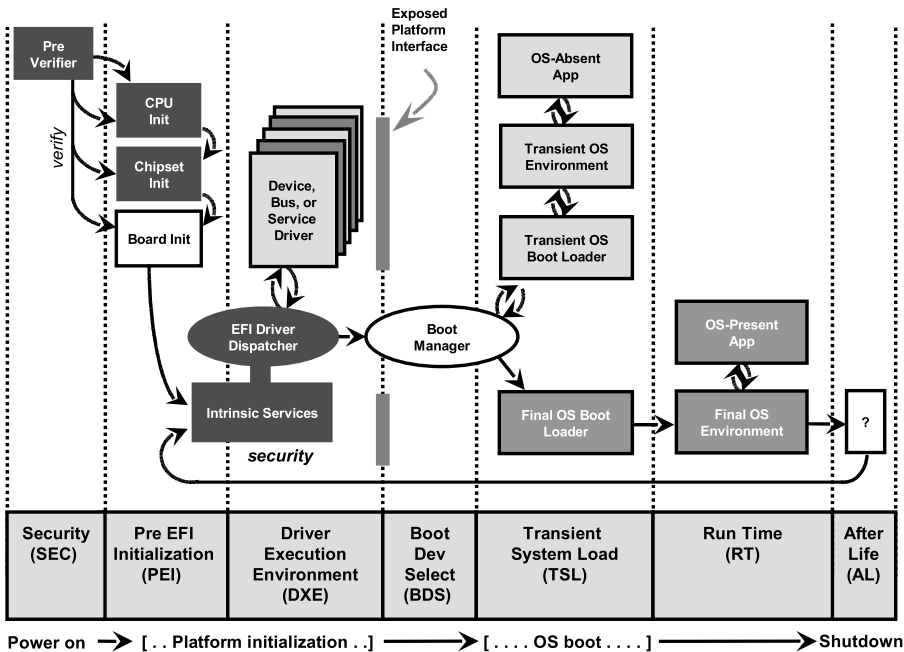 Exposed
Platform
Interface
Pre
Verifier
verify
CPU
Init
Chipset
Init
Board Init
Device,
Bus, or
Service
Driver
EFI Driver
Dispatcher
Intrinsic Services
security
Boot
Manager
OS-Absent
App
Transient OS
Environment
Transient OS
Boot Loader
Final OS Boot
Loader
OS-Present
App
Final OS
Environment
?
Security
(SEC)
Pre EFI
Initialization
(PEI)
Driver
Execution
Environment
(DXE)
Boot
Dev
Select
(BDS)
Transient
System Load
(TSL)
Run Time
(RT)
After
Life
(AL)
Power on
[ . . Platform initialization . . ]
[ . . . . OS boot . . . . ]
Shutdown